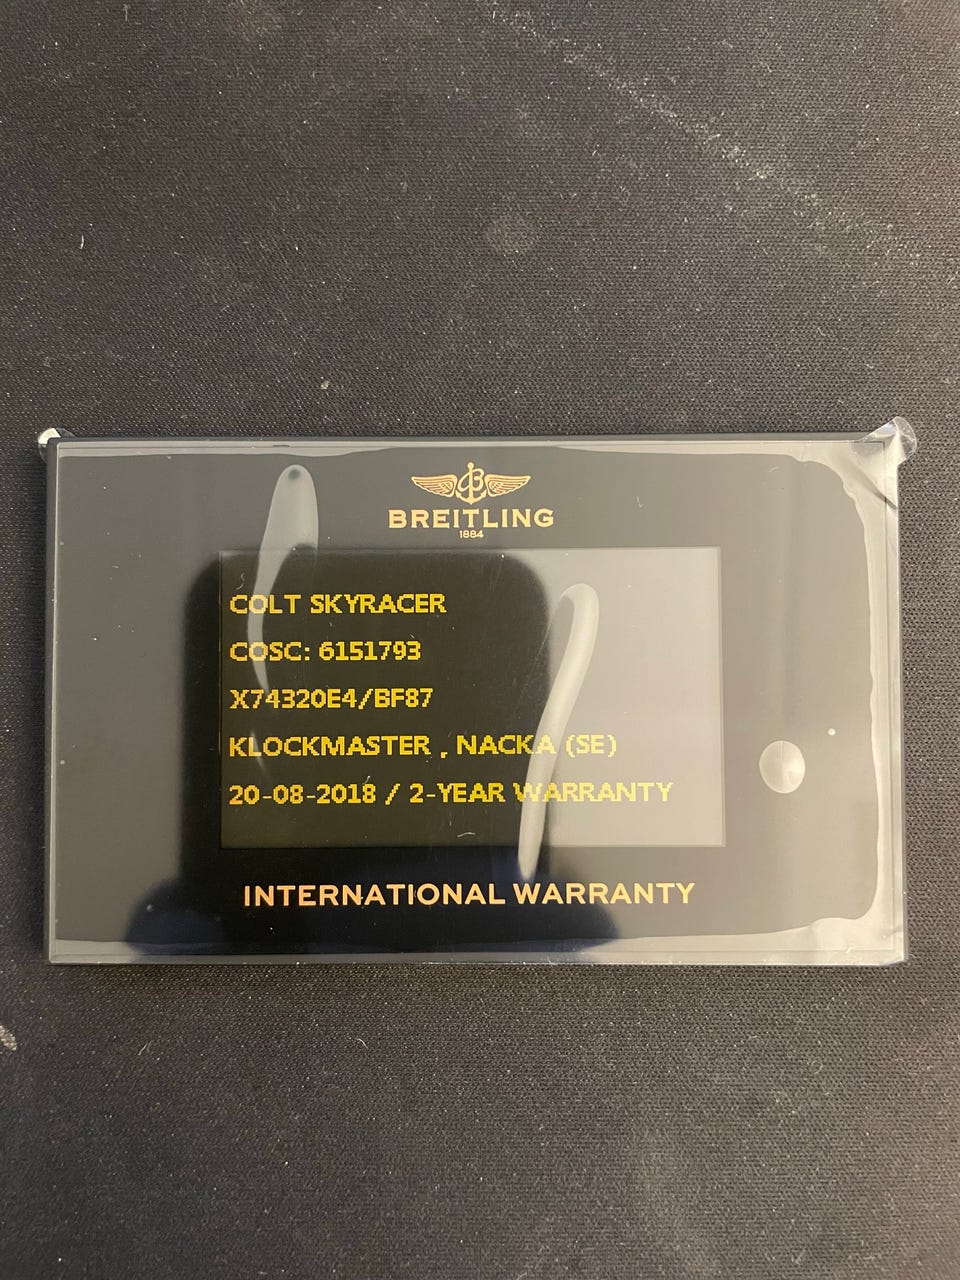 BREITLING
1884
COLT SKYRACER
COSC: 6151793
X74320E4/BF87
KLOCKMASTER , NACKA (SE)
20-08-2018 / 2-YEAR WARRANTY
INTERNATIONAL WARRANTY